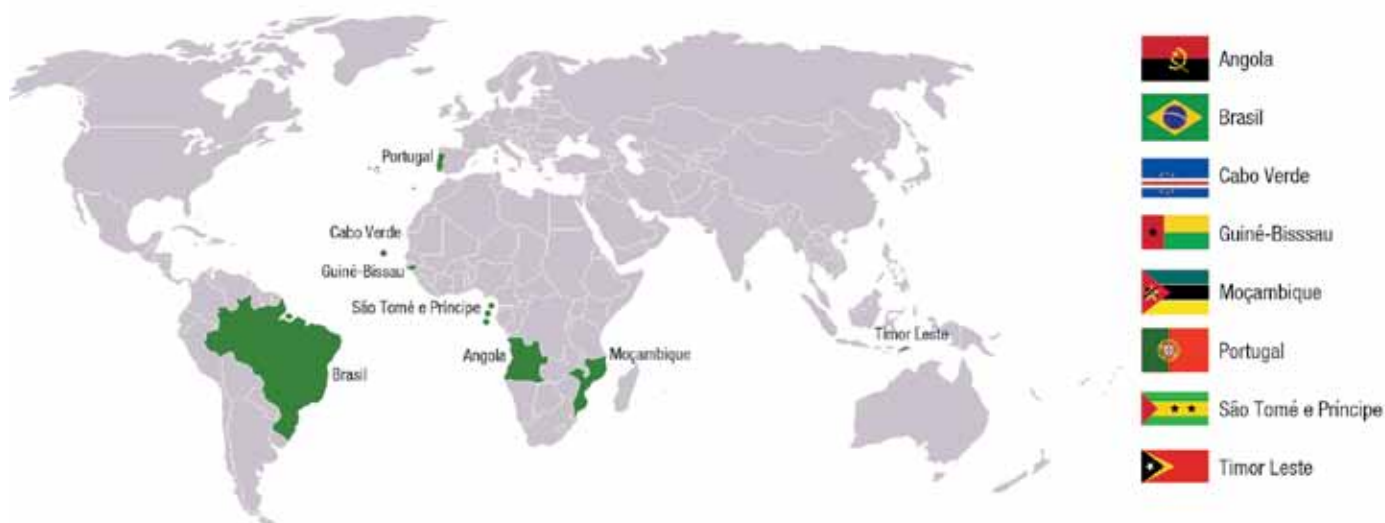 Portugal
Cabo Verde
Guiné-Bissau
São Tomé e Príncipe
Angola
Moçambique
Brasil
Timor Leste
Angola
Brasil
Cabo Verde
Guiné-Bisssau
Moçambique
Portugal
São Tomé e Príncipe
Timor Leste